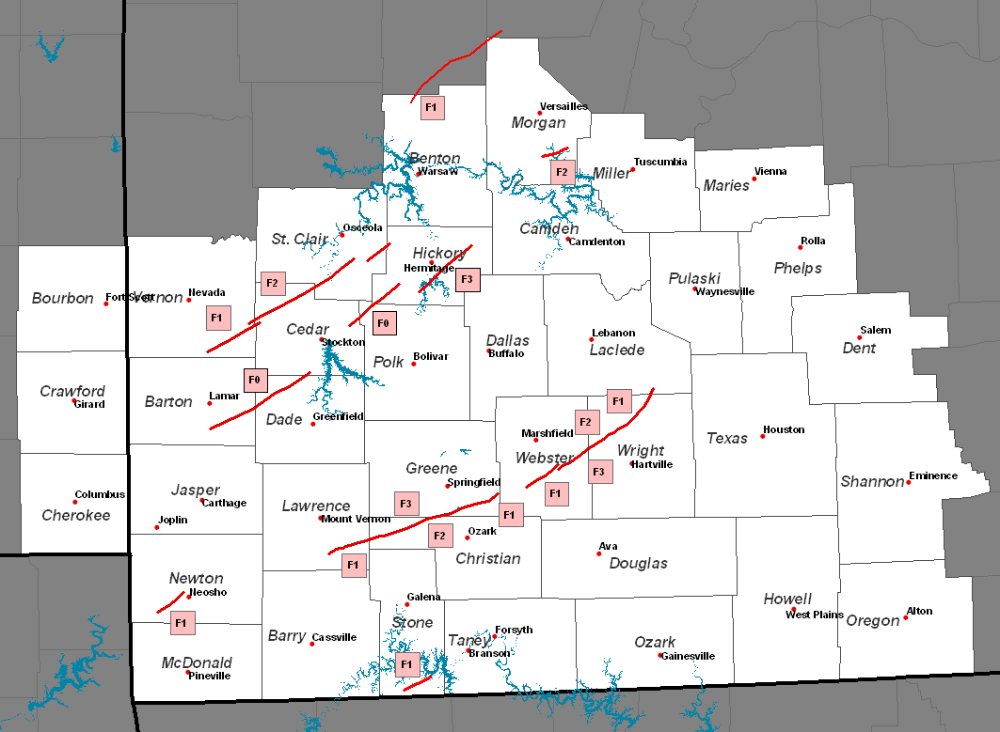 F1
Versailles
Morgan
Benton
Warsaw
F2
Miller
Tuscumbia
Vienna
Maries
Osceola
St. Clair
Camden
Camdenton
Rolla
Phelps
Hickory
Hermitage
F3
F2
Pulaski
Waynesville
Bourbon
Fort Scott
Vernon
Nevada
F1
F0
Cedar
Stockton
Dallas
Buffalo
Lebanon
Laclede
Salem
Dent
Polk
Bolivar
F0
Crawford
Girard
Barton
Lamar
Dade
Greenfield
F1
F2
Marshfield
Webster
Wright
Hartville
Texas
Houston
F3
Greene
Springfield
Shannon
Eminence
Columbus
Cherokee
Jasper
Carthage
Joplin
Lawrence
Mount Vernon
F3
F1
F1
F2
Ozark
Christian
Ava
Douglas
F1
Newton
Neosho
F1
Galena
Stone
Howell
West Plains
Oregon
Alton
Barry
Cassville
Taney
Forsyth
Branson
Ozark
Gainesville
McDonald
Pineville
F1